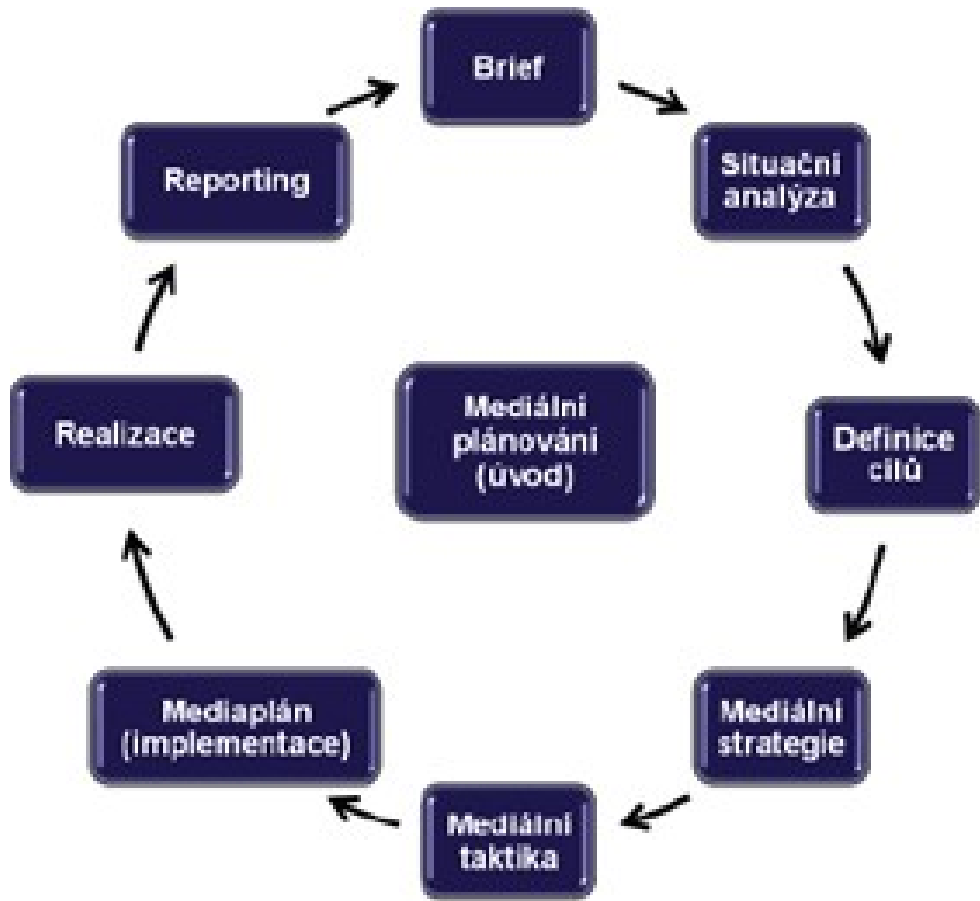 Brief
Situační
analýza
Definice
cílů
Mediální
strategie
Mediální
taktika
Mediaplán
(implementace)
Realizace
Reporting
Mediální
plánování
(úvod)